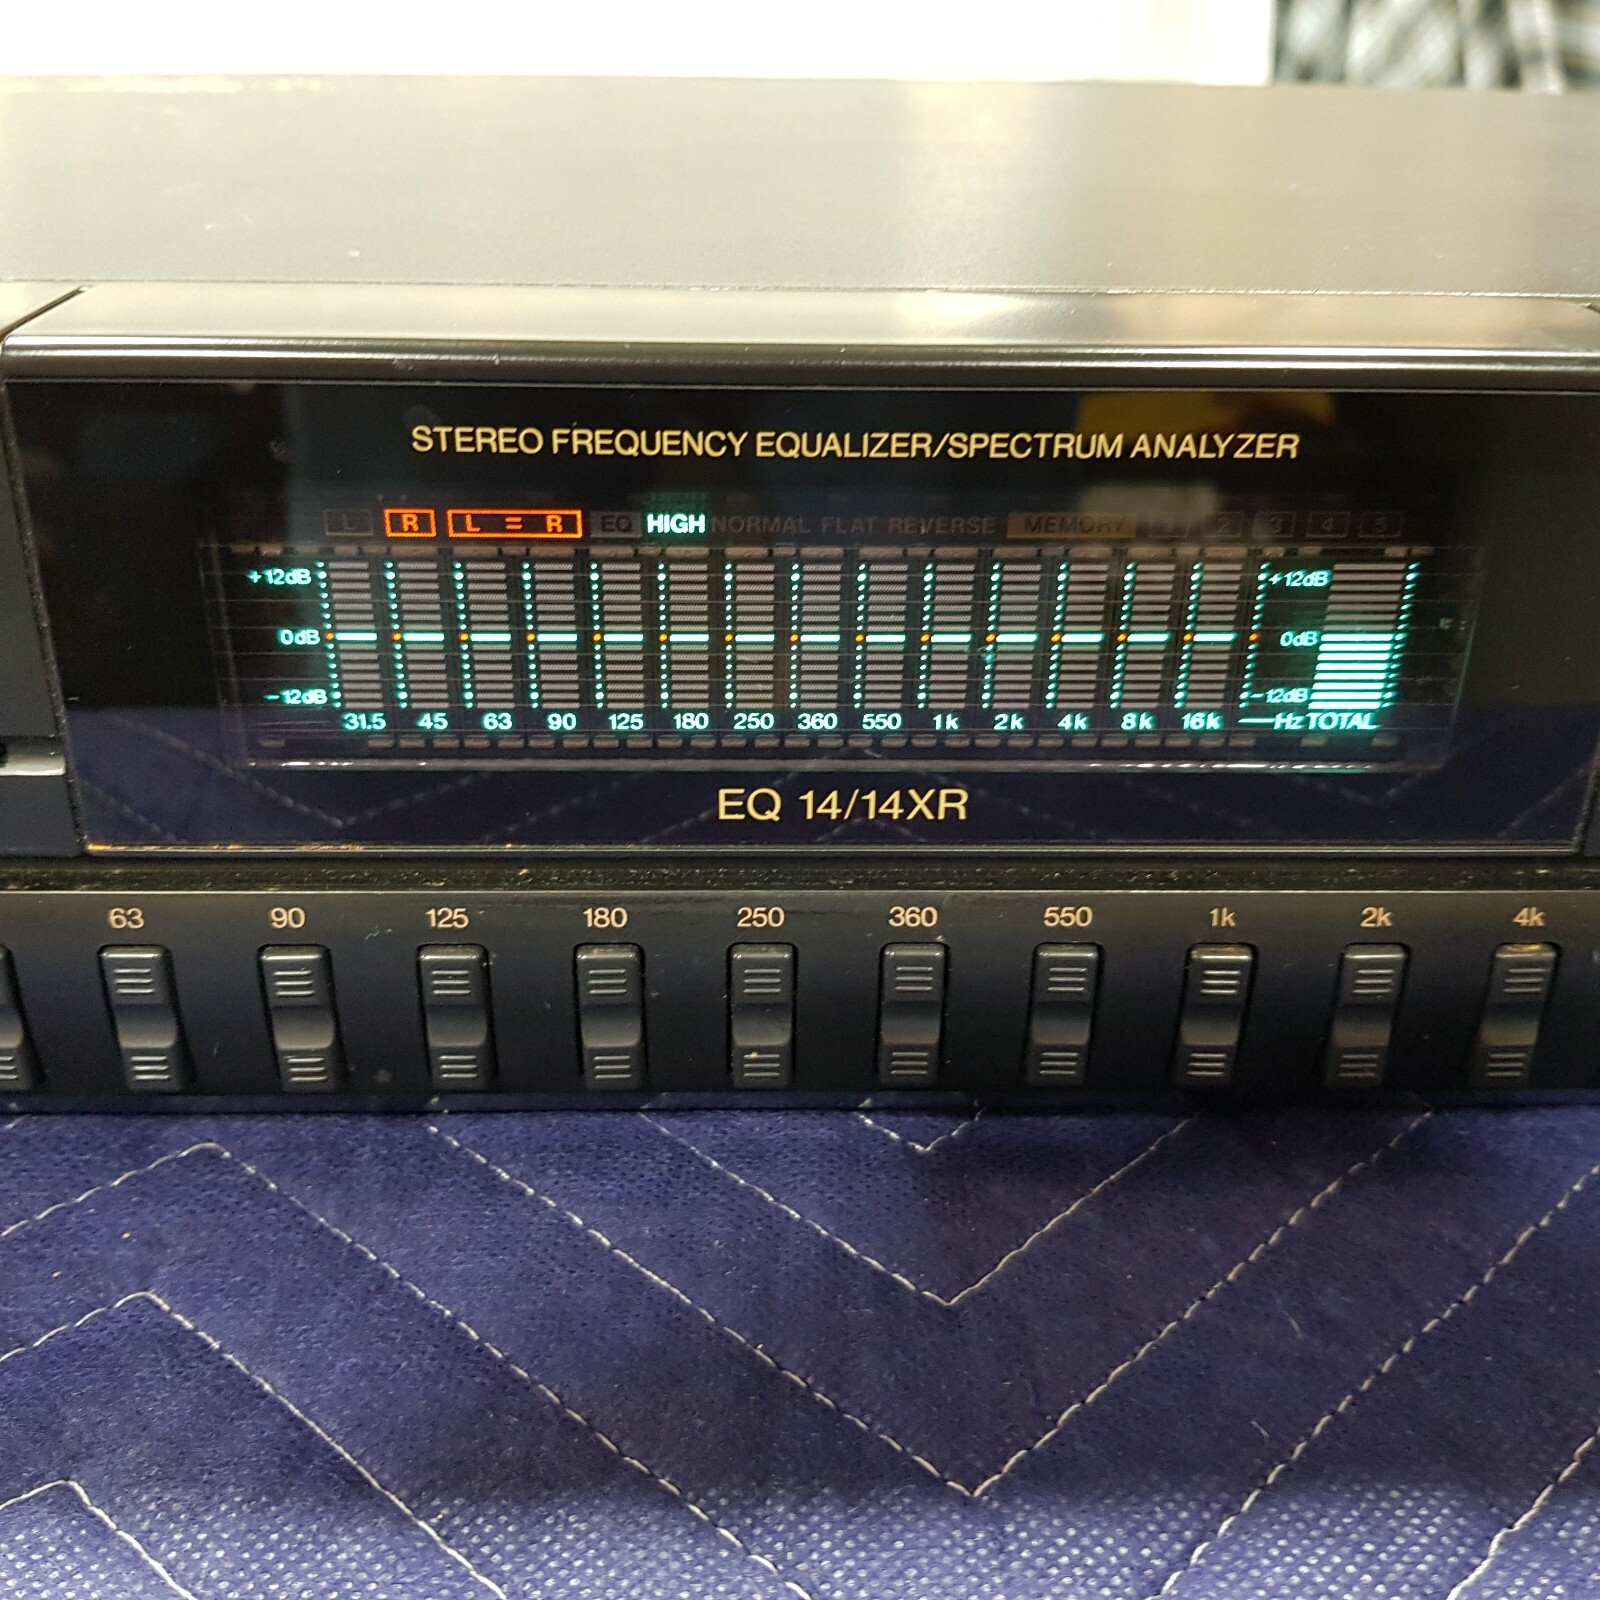 STEREO FREQUENCY EQUALIZER/SPECTRUM ANALYZER
L R L = R EQ HIGH NORMAL FLAT REVERSE MEMORY 1 2 3 4 5
+12dB +12dB
0dB 0dB
-12dB -12dB
31.5 45 63 90 125 180 250 360 550 1k 2k 4k 8k 16k Hz TOTAL
EQ 14/14XR
63 90 125 180 250 360 550 1k 2k 4k